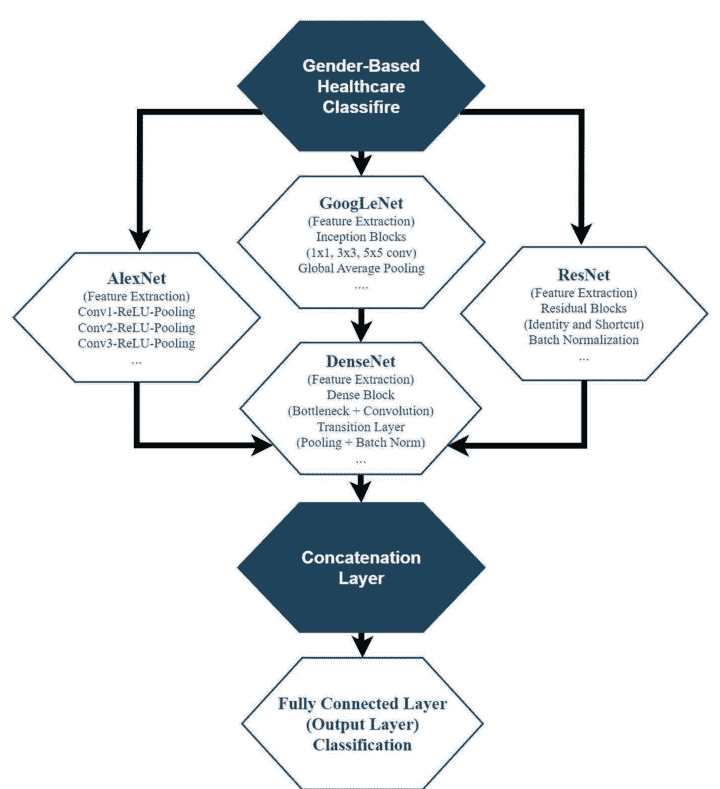 Gender-Based
Healthcare
Classifire
GoogLeNet
(Feature Extraction)
Inception Blocks
(1x1, 3x3, 5x5 conv)
Global Average Pooling
....
AlexNet
(Feature Extraction)
Conv1-ReLU-Pooling
Conv2-ReLU-Pooling
Conv3-ReLU-Pooling
...
ResNet
(Feature Extraction)
Residual Blocks
(Identity and Shortcut)
Batch Normalization
...
DenseNet
(Feature Extraction)
Dense Block
(Bottleneck + Convolution)
Transition Layer
(Pooling + Batch Norm)
...
Concatenation
Layer
Fully Connected Layer
(Output Layer)
Classification